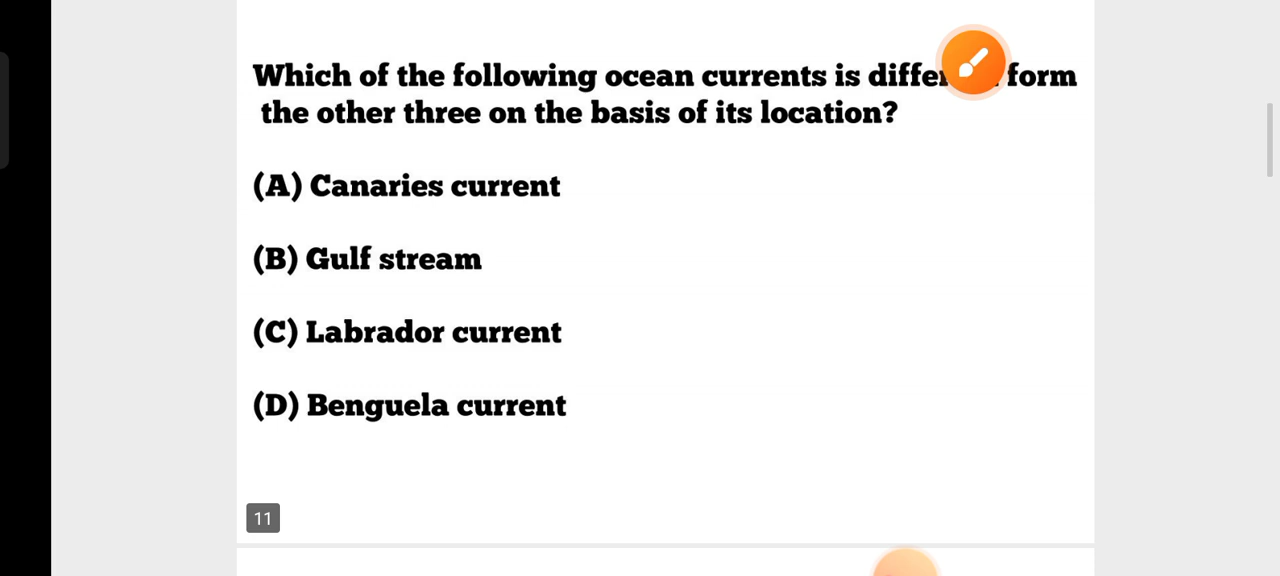 Which of the following ocean currents is form
the other three on the basis of its location?
(A) Canaries current
(B) Gulf stream
(C) Labrador current
(D) Benguela current
11